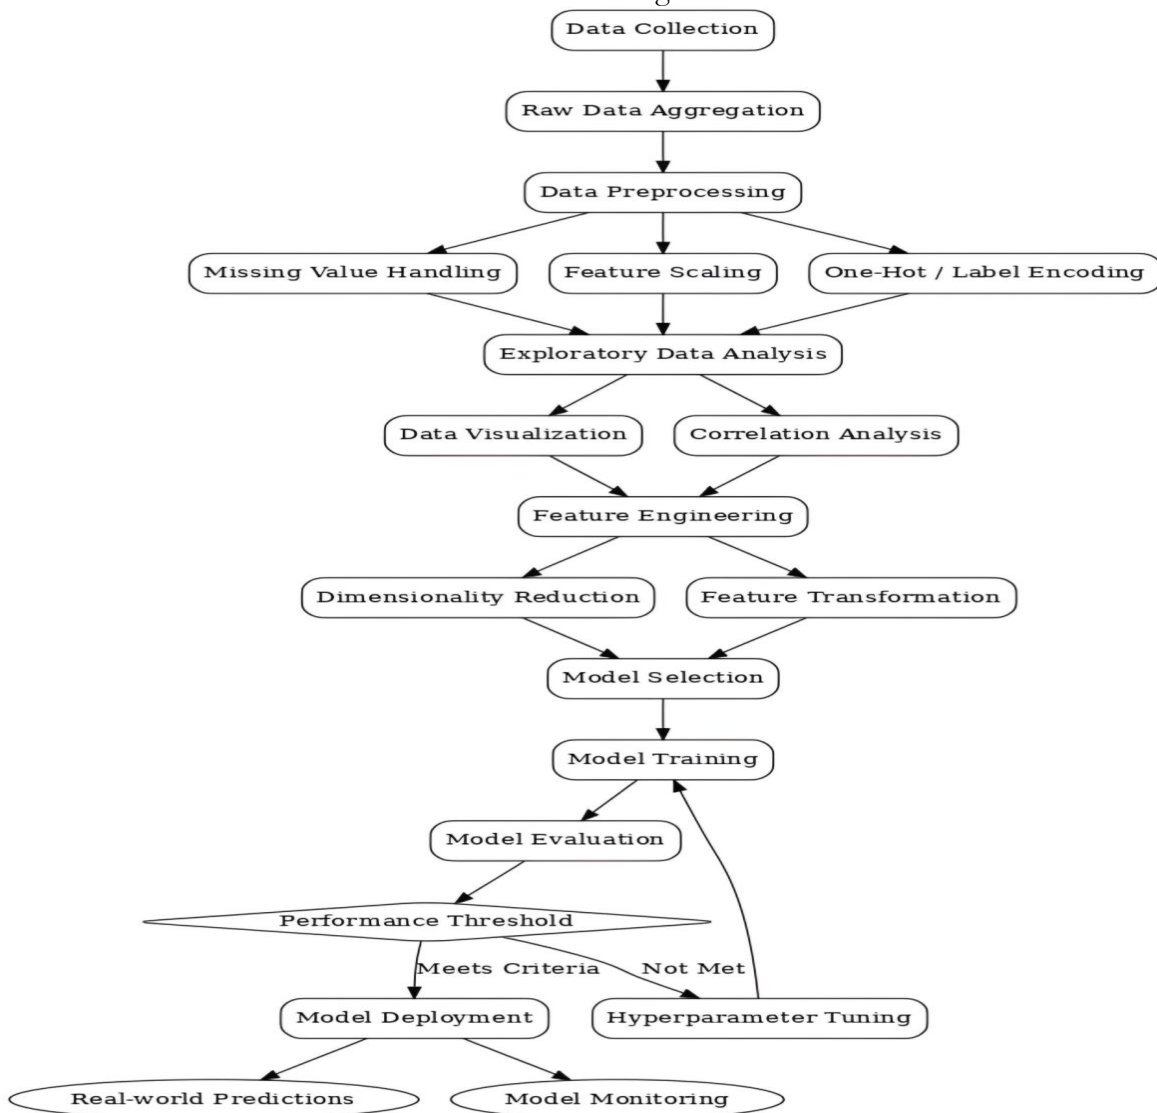 Data Collection
Raw Data Aggregation
Data Preprocessing
Missing Value Handling
Feature Scaling
One-Hot / Label Encoding
Exploratory Data Analysis
Data Visualization
Correlation Analysis
Feature Engineering
Dimensionality Reduction
Feature Transformation
Model Selection
Model Training
Model Evaluation
Performance Threshold
Meets Criteria
Not Met
Model Deployment
Hyperparameter Tuning
Real-world Predictions
Model Monitoring